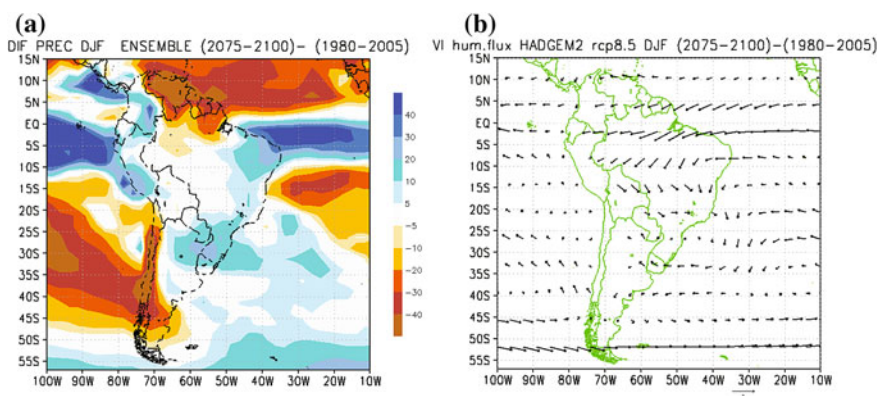 (a)
DIF PREC DJF ENSEMBLE (2075-2100)- (1980-2005)
15N
10N
5N
EQ
5S
10S
15S
20S
25S
30S
35S
40S
45S
50S
55S
100W 90W 80W 70W 60W 50W 40W 30W 20W 10W
40
30
20
10
5
-5
-10
-20
-30
-40
(b)
VI hum.flux HADGEM2 rcp8.5 DJF (2075-2100)-(1980-2005)
15N
10N
5N
EQ
5S
10S
15S
20S
25S
30S
35S
40S
45S
50S
55S
100W 90W 80W 70W 60W 50W 40W 30W 20W 10W